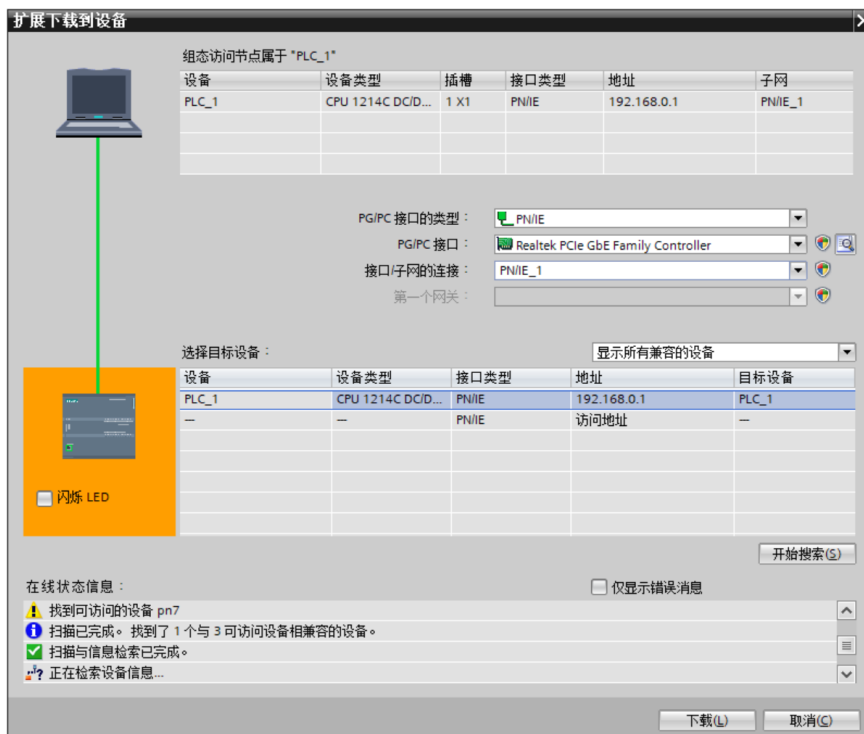 扩展下载到设备
组态访问节点属于 "PLC_1"
设备 设备类型 插槽 接口类型 地址 子网
PLC_1 CPU 1214C DC/D... 1 X1 PN/IE 192.168.0.1 PN/IE_1
PG/PC 接口的类型： PN/IE
PG/PC 接口： Realtek PCIe GbE Family Controller
接口/子网的连接： PN/IE_1
第一个网关：
选择目标设备： 显示所有兼容的设备
设备 设备类型 接口类型 地址 目标设备
PLC_1 CPU 1214C DC/D... PN/IE 192.168.0.1 PLC_1
— — PN/IE 访问地址 —
闪烁 LED
开始搜索(S)
在线状态信息： 仅显示错误消息
找到可访问的设备 pn7
扫描已完成。 找到了 1 个与 3 可访问设备相兼容的设备。
扫描与信息检索已完成。
正在检索设备信息...
下载(L) 取消(C)